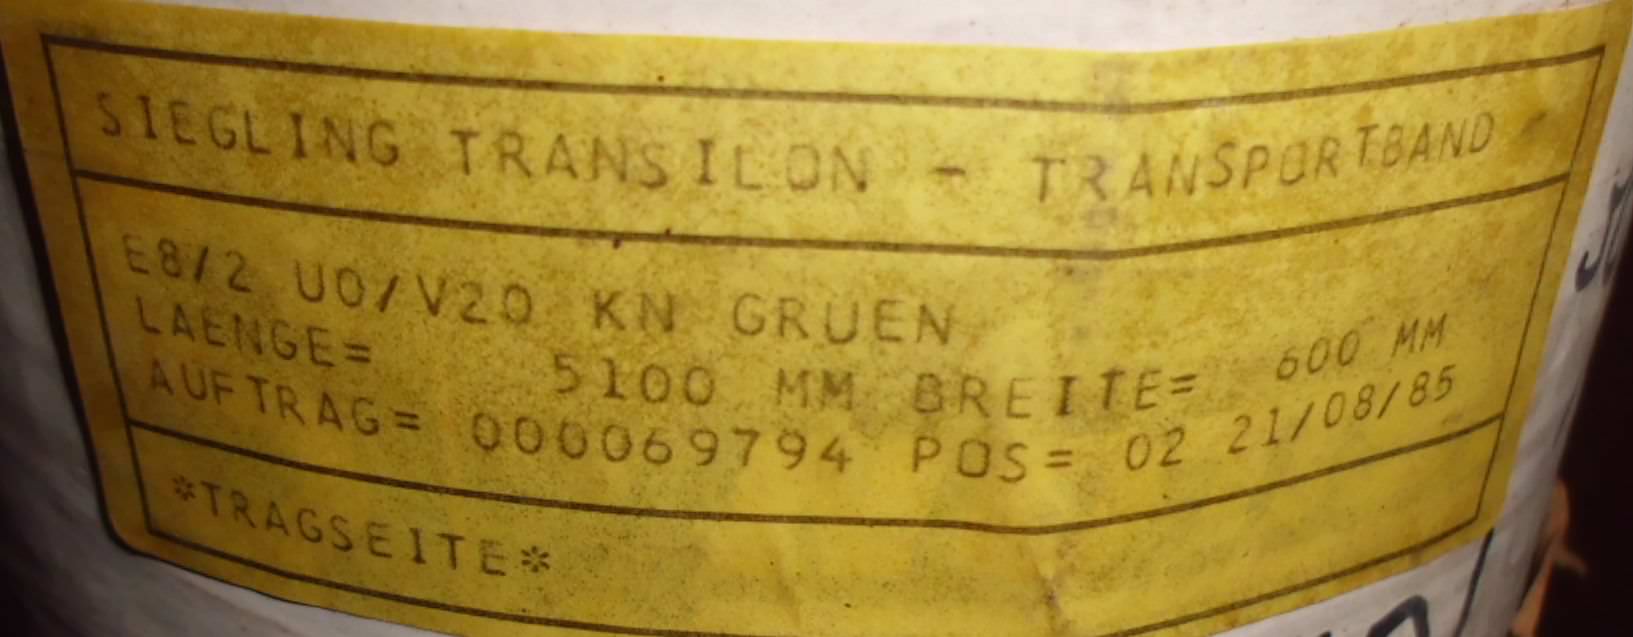 SIEGLING TRANSILON - TRANSPORTBAND
E8/2 U0/V20 KN GRUEN
LAENGE= 5100 MM BREITE= 600 MM
AUFTRAG= 000069794 POS= 02 21/08/85
*TRAGSEITE*